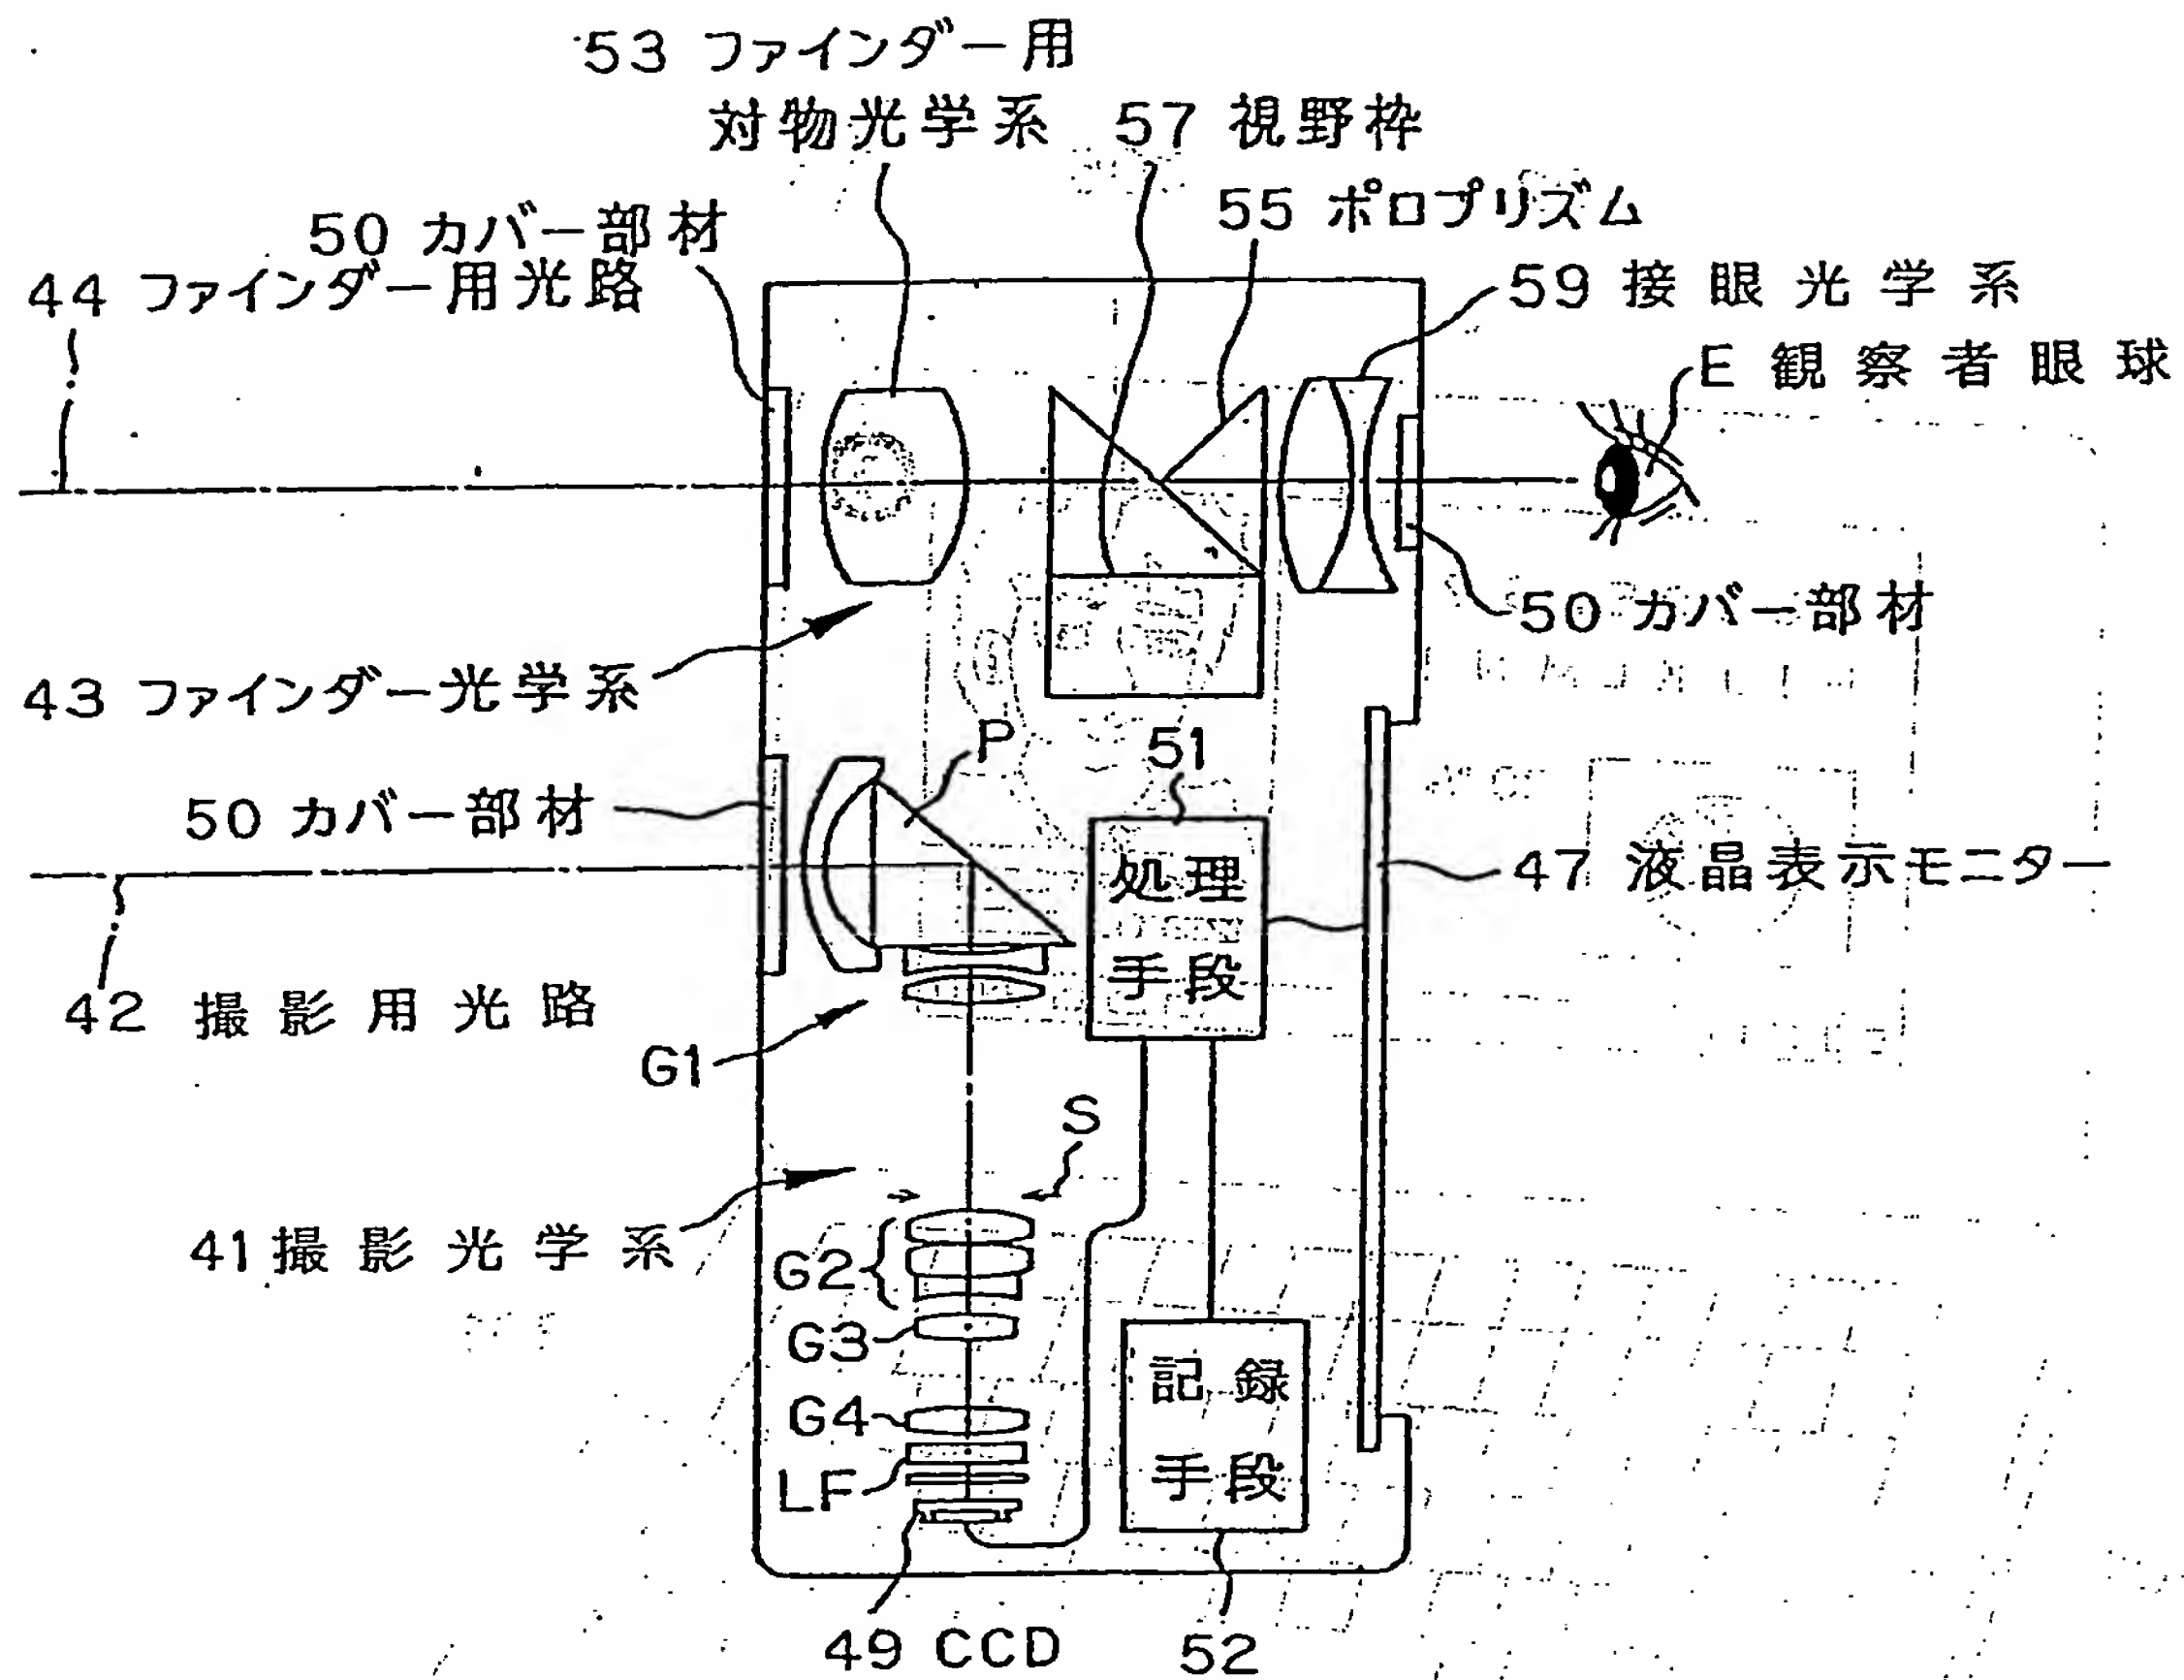 53 ファインダー用
対物光学系
57 視野枠
50 カバー部材
55 ポロプリズム
44 ファインダー用光路
59 接眼光学系
E 観察者眼球
50 カバー部材
43 ファインダー光学系
P
51
50 カバー部材
処理
手段
47 液晶表示モニター
42 撮影用光路
G1
S
41 撮影光学系
G2
G3
記録
手段
G4
LF
49 CCD
52